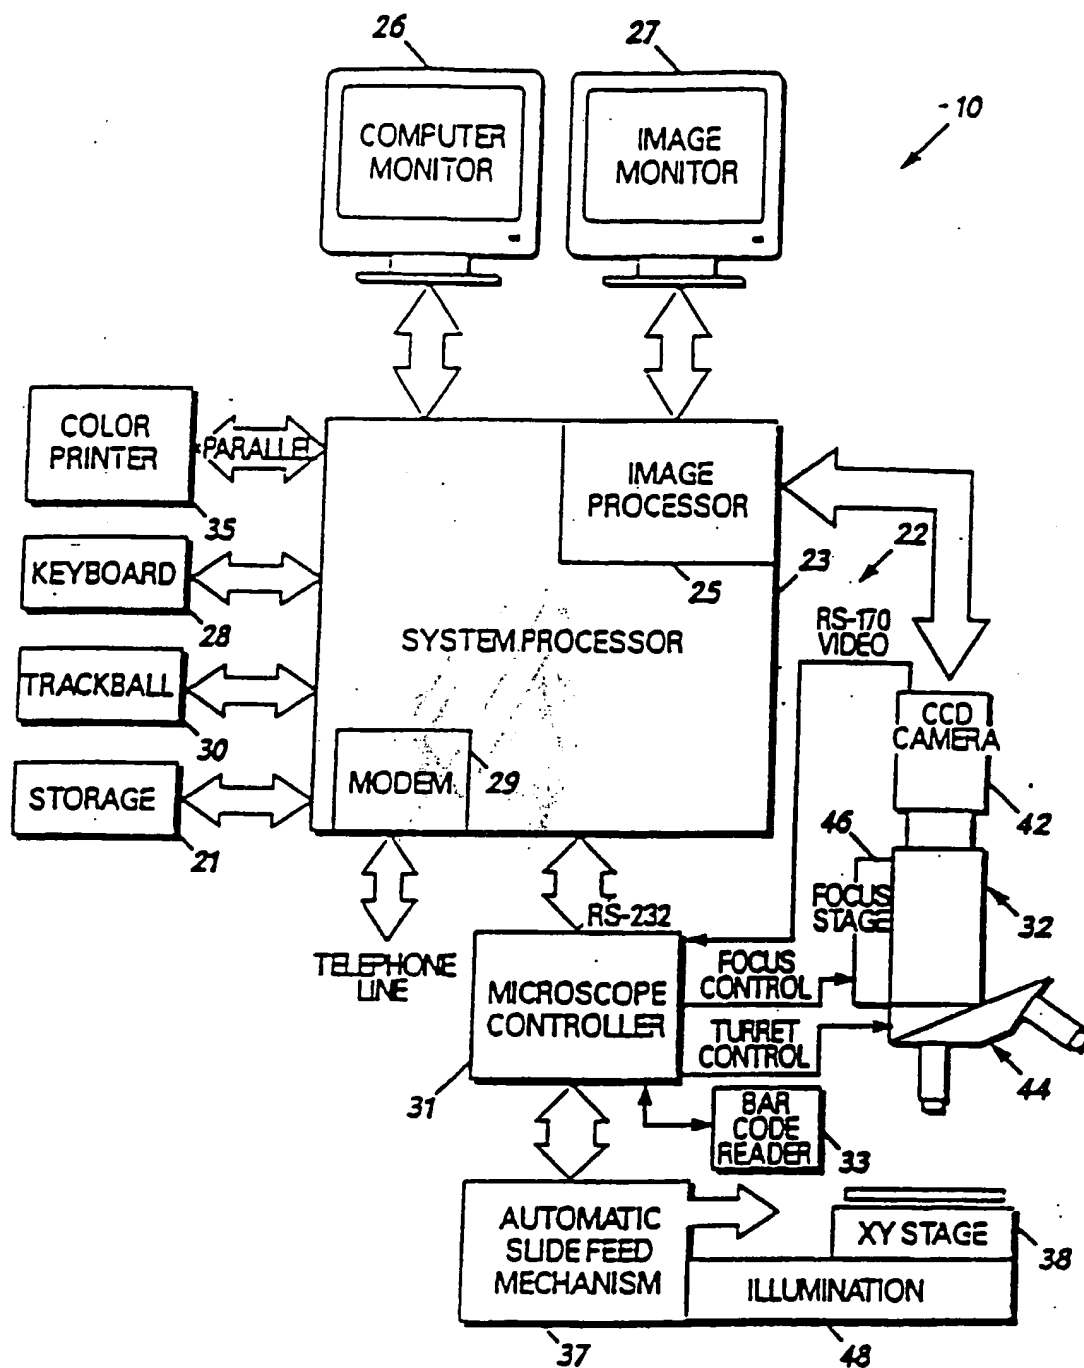 26
27
-10
COMPUTER
MONITOR
IMAGE
MONITOR
COLOR
PRINTER
PARALLEL
35
IMAGE
PROCESSOR
25
23
22
KEYBOARD
28
SYSTEM PROCESSOR
RS-170
VIDEO
TRACKBALL
30
CCD
CAMERA
42
STORAGE
21
MODEM
29
46
FOCUS
STAGE
32
RS-232
TELEPHONE
LINE
MICROSCOPE
CONTROLLER
31
FOCUS
CONTROL
TURRET
CONTROL
44
BAR
CODE
READER
33
AUTOMATIC
SLIDE FEED
MECHANISM
37
XY STAGE
38
ILLUMINATION
48